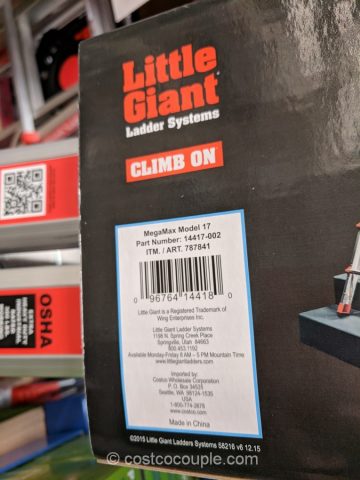 Little
Giant
Ladder Systems
CLIMB ON
MegaMax Model 17
Part Number: 14417-002
ITM. / ART. 787841
0 96764 14418 0
Little Giant is a Registered Trademark of
Wing Enterprises Inc.
Little Giant Ladder Systems
1198 N. Spring Creek Place
Springville, Utah 84663
800.453.1192
Available Monday-Friday 8 AM – 5 PM Mountain Time
www.littlegiantladders.com
Imported by:
Costco Wholesale Corporation
P.O. Box 34535
Seattle, WA 98124-1535
USA
1-800-774-2678
www.costco.com
Made in China
©2015 Little Giant Ladders Systems 58216 v6 12.15
OSHA
EXTRA
HEAVY DUTY
© costcocouple.com